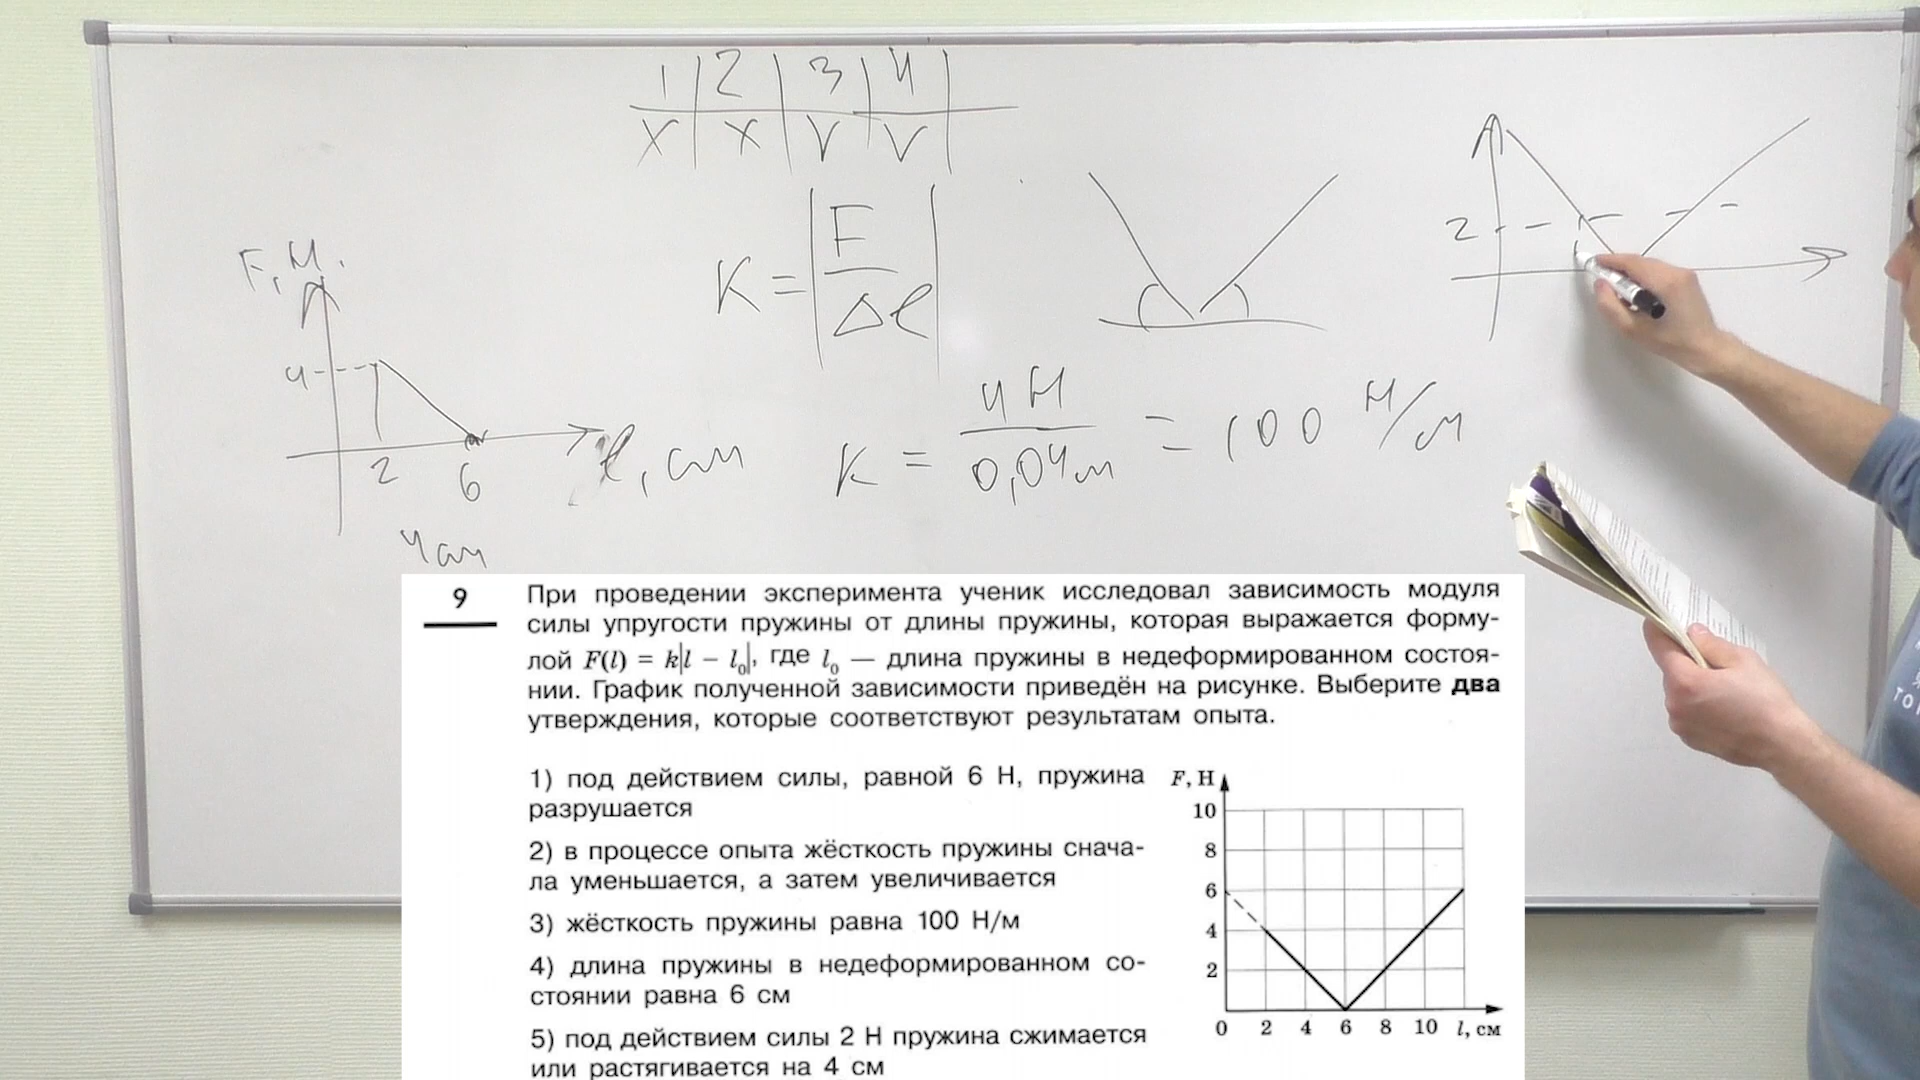 1 | 2 | 3 | 4
X | X | V | V
F, Н
4
2
6
4 см
l, см
K = |F/Δl|
K = 4 Н / 0,04 м = 100 Н/м
2
9
При проведении эксперимента ученик исследовал зависимость модуля
силы упругости пружины от длины пружины, которая выражается форму-
лой F(l) = k|l − l₀|, где l₀ — длина пружины в недеформированном состоя-
нии. График полученной зависимости приведён на рисунке. Выберите два
утверждения, которые соответствуют результатам опыта.
1) под действием силы, равной 6 Н, пружина
разрушается
2) в процессе опыта жёсткость пружины снача-
ла уменьшается, а затем увеличивается
3) жёсткость пружины равна 100 Н/м
4) длина пружины в недеформированном со-
стоянии равна 6 см
5) под действием силы 2 Н пружина сжимается
или растягивается на 4 см
F, Н
10
8
6
4
2
0 2 4 6 8 10 l, см